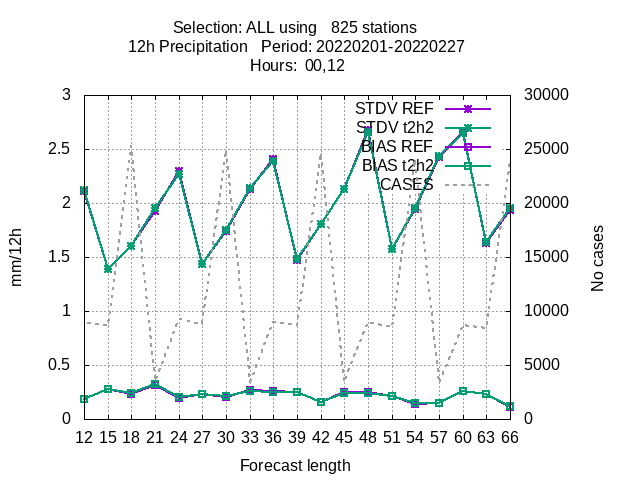 Selection: ALL using   825 stations
12h Precipitation   Period: 20220201-20220227
Hours:  00,12
3 30000
STDV REF
STDV t2h2
2.5 BIAS REF 25000
BIAS t2h2
CASES
2 20000
mm/12h
No cases
1.5 15000
1 10000
0.5 5000
0 0
12 15 18 21 24 27 30 33 36 39 42 45 48 51 54 57 60 63 66
Forecast length